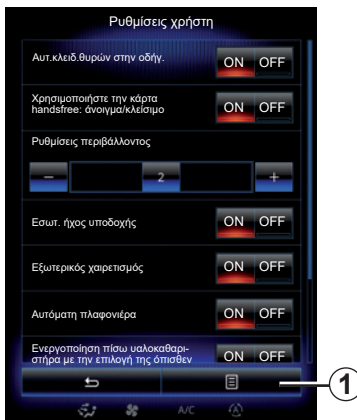 Ρυθμίσεις χρήστη
Αυτ.κλειδ.θυρών στην οδήγ.
ON OFF
Χρησιμοποιήστε την κάρτα
handsfree: άνοιγμα/κλείσιμο
ON OFF
Ρυθμίσεις περιβάλλοντος
− 2 +
Εσωτ. ήχος υποδοχής
ON OFF
Εξωτερικός χαιρετισμός
ON OFF
Αυτόματη πλαφονιέρα
ON OFF
Ενεργοποίηση πίσω υαλοκαθαρι-
στήρα με την επιλογή της όπισθεν
ON OFF
1
A/C
A